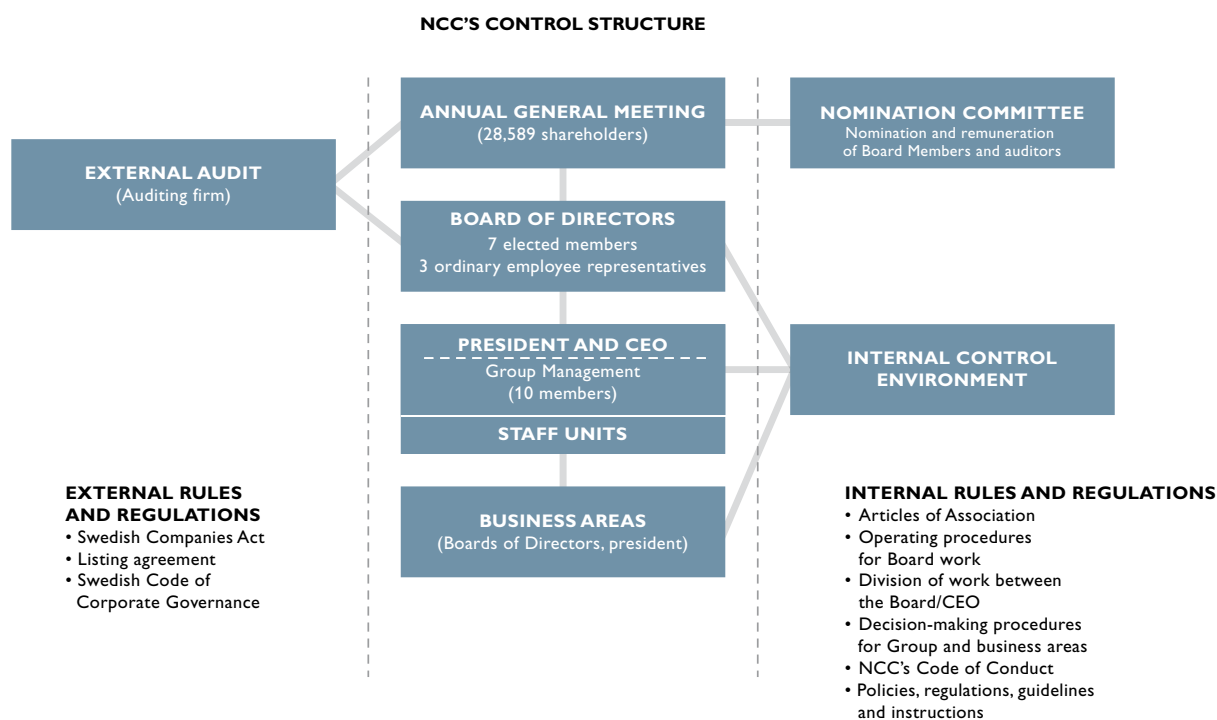 NCC'S CONTROL STRUCTURE
ANNUAL GENERAL MEETING
(28,589 shareholders)
NOMINATION COMMITTEE
Nomination and remuneration
of Board Members and auditors
EXTERNAL AUDIT
(Auditing firm)
BOARD OF DIRECTORS
7 elected members
3 ordinary employee representatives
PRESIDENT AND CEO
Group Management
(10 members)
STAFF UNITS
INTERNAL CONTROL
ENVIRONMENT
BUSINESS AREAS
(Boards of Directors, president)
EXTERNAL RULES
AND REGULATIONS
• Swedish Companies Act
• Listing agreement
• Swedish Code of
Corporate Governance
INTERNAL RULES AND REGULATIONS
• Articles of Association
• Operating procedures
for Board work
• Division of work between
the Board/CEO
• Decision-making procedures
for Group and business areas
• NCC's Code of Conduct
• Policies, regulations, guidelines
and instructions